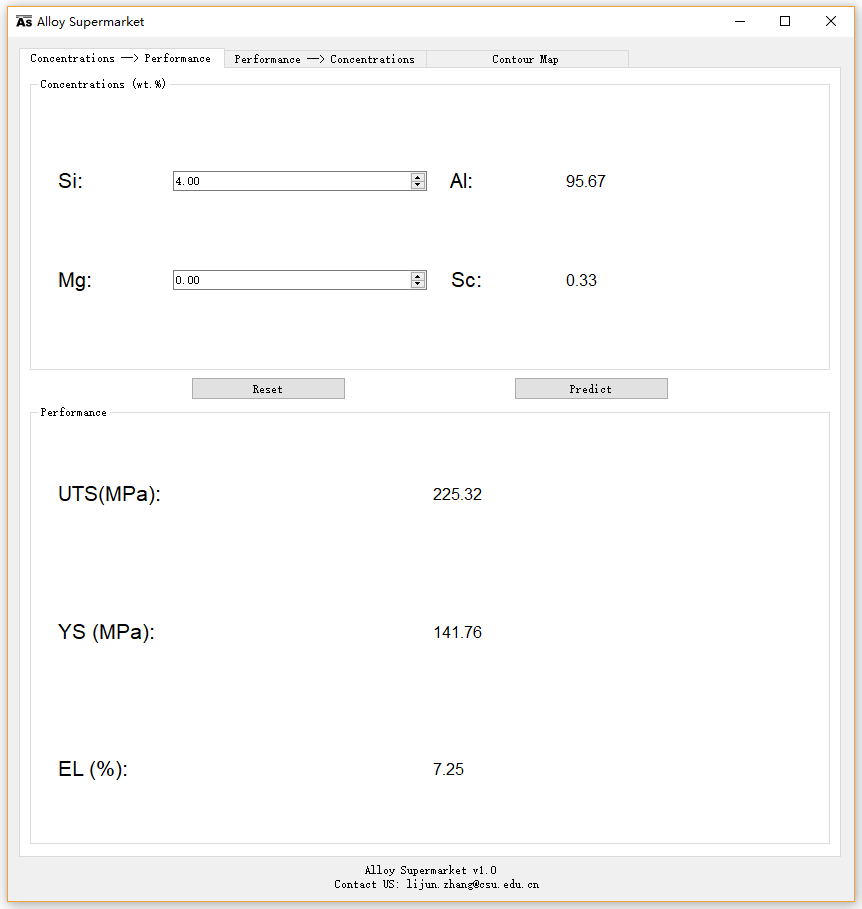 As Alloy Supermarket
Concentrations —> Performance Performance —> Concentrations Contour Map
Concentrations (wt.%)
Si: 4.00 Al: 95.67
Mg: 0.00 Sc: 0.33
Reset Predict
Performance
UTS(MPa): 225.32
YS (MPa): 141.76
EL (%): 7.25
Alloy Supermarket v1.0
Contact US: lijun.zhang@csu.edu.cn